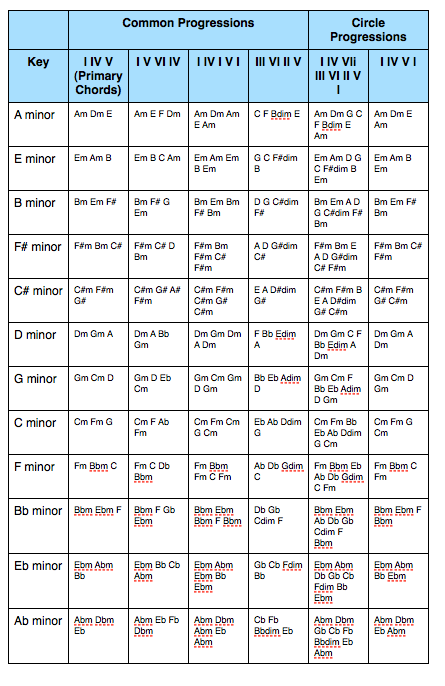 Common Progressions
Circle
Progressions
Key
I IV V
(Primary
Chords)
I V VI IV
I IV I V I
III VI II V
I IV VIi
III VI II V
I
I IV V I
A minor
Am Dm E
Am E F Dm
Am Dm Am
E Am
C F Bdim E
Am Dm G C
F Bdim E
Am
Am Dm E
Am
E minor
Em Am B
Em B C Am
Em Am Em
B Em
G C F#dim
B
Em Am D G
C F#dim B
Em
Em Am B
Em
B minor
Bm Em F#
Bm F# G
Em
Bm Em Bm
F# Bm
D G C#dim
F#
Bm Em A D
G C#dim F#
Bm
Bm Em F#
Bm
F# minor
F#m Bm C#
F#m C# D
Bm
F#m Bm
F#m C#
F#m
A D G#dim
C#
F#m Bm E
A D G#dim
C# F#m
F#m Bm C#
F#m
C# minor
C#m F#m
G#
C#m G# A#
F#m
C#m F#m
C#m G#
C#m
E A D#dim
G#
C#m F#m B
E A D#dim
G# C#m
C#m F#m
G# C#m
D minor
Dm Gm A
Dm A Bb
Gm
Dm Gm Dm
A Dm
F Bb Edim
A
Dm Gm C F
Bb Edim A
Dm
Dm Gm A
Dm
G minor
Gm Cm D
Gm D Eb
Cm
Gm Cm Gm
D Gm
Bb Eb Adim
D
Gm Cm F
Bb Eb Adim
D Gm
Gm Cm D
Gm
C minor
Cm Fm G
Cm F Ab
Fm
Cm Fm Cm
G Cm
Eb Ab Ddim
G
Cm Fm Bb
Eb Ab Ddim
G Cm
Cm Fm G
Cm
F minor
Fm Bbm C
Fm C Db
Bbm
Fm Bbm
Fm C Fm
Ab Db Gdim
C
Fm Bbm Eb
Ab Db Gdim
C Fm
Fm Bbm C
Fm
Bb minor
Bbm Ebm F
Bbm F Gb
Ebm
Bbm Ebm
Bbm F Bbm
Db Gb
Cdim F
Bbm Ebm
Ab Db Gb
Cdim F
Bbm
Bbm Ebm F
Bbm
Eb minor
Ebm Abm
Bb
Ebm Bb Cb
Abm
Ebm Abm
Ebm Bb
Ebm
Gb Cb Fdim
Bb
Ebm Abm
Db Gb Cb
Fdim Bb
Ebm
Ebm Abm
Bb Ebm
Ab minor
Abm Dbm
Eb
Abm Eb Fb
Dbm
Abm Dbm
Abm Eb
Abm
Cb Fb
Bbdim Eb
Abm Dbm
Gb Cb Fb
Bbdim Eb
Abm
Abm Dbm
Eb Abm